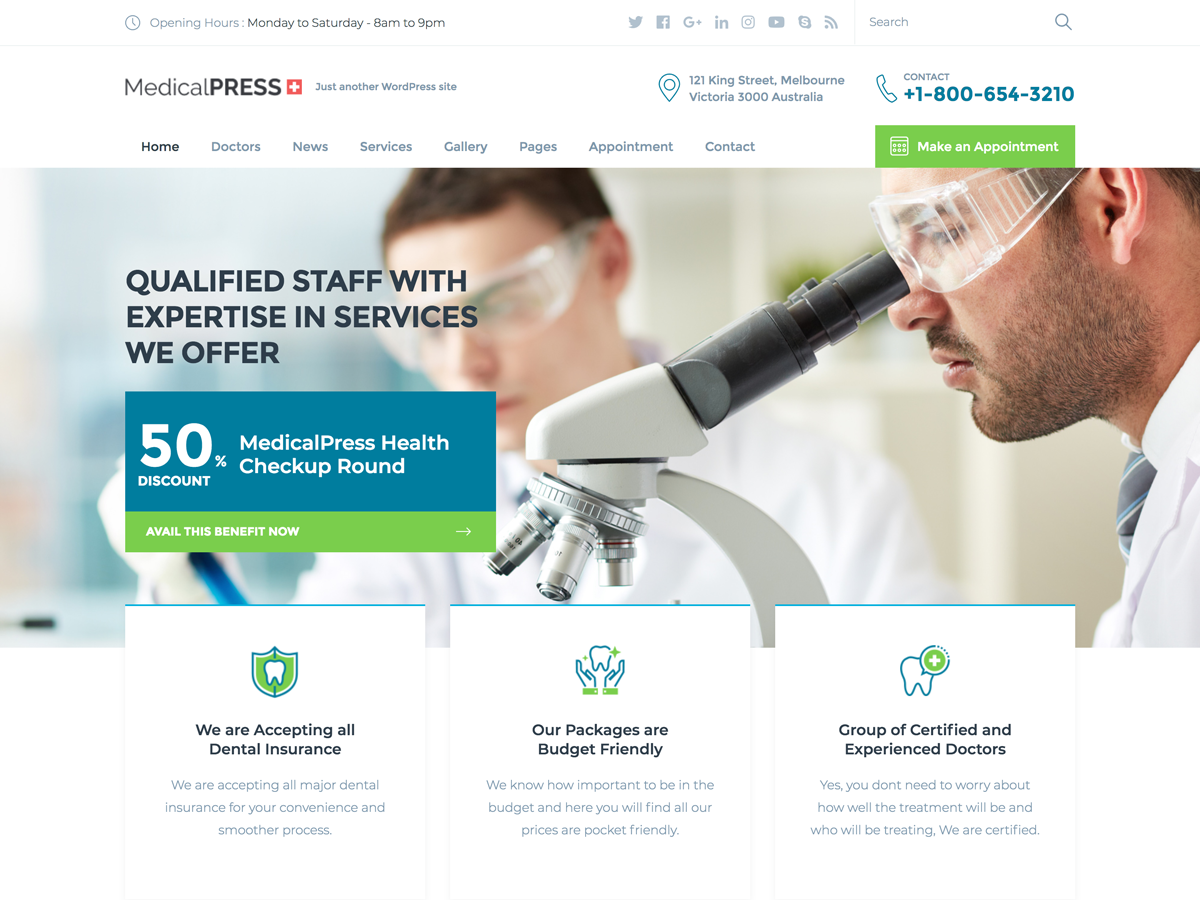 Opening Hours : Monday to Saturday - 8am to 9pm
Search
MedicalPRESS
Just another WordPress site
121 King Street, Melbourne
Victoria 3000 Australia
CONTACT
+1-800-654-3210
Home Doctors News Services Gallery Pages Appointment Contact
Make an Appointment
QUALIFIED STAFF WITH
EXPERTISE IN SERVICES
WE OFFER
50%
DISCOUNT
MedicalPress Health
Checkup Round
AVAIL THIS BENEFIT NOW
We are Accepting all
Dental Insurance
We are accepting all major dental
insurance for your convenience and
smoother process.
Our Packages are
Budget Friendly
We know how important to be in the
budget and here you will find all our
prices are pocket friendly.
Group of Certified and
Experienced Doctors
Yes, you dont need to worry about
how well the treatment will be and
who will be treating, We are certified.